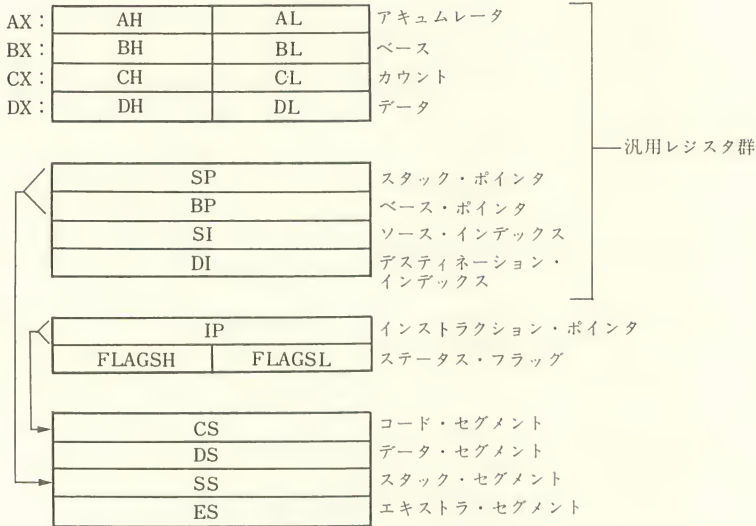 AX： AH AL アキュムレータ
BX： BH BL ベース
CX： CH CL カウント
DX： DH DL データ
汎用レジスタ群
SP スタック・ポインタ
BP ベース・ポインタ
SI ソース・インデックス
DI デスティネーション・
インデックス
IP インストラクション・ポインタ
FLAGSH FLAGSL ステータス・フラッグ
CS コード・セグメント
DS データ・セグメント
SS スタック・セグメント
ES エキストラ・セグメント